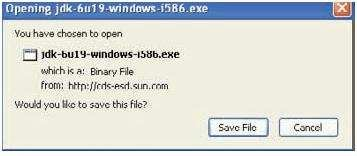 Opening jdk-6u19-windows-i586.exe
You have chosen to open
jdk-6u19-windows-i586.exe
which is a: Binary File
from: http://cds-esd.sun.com
Would you like to save this file?
Save File Cancel